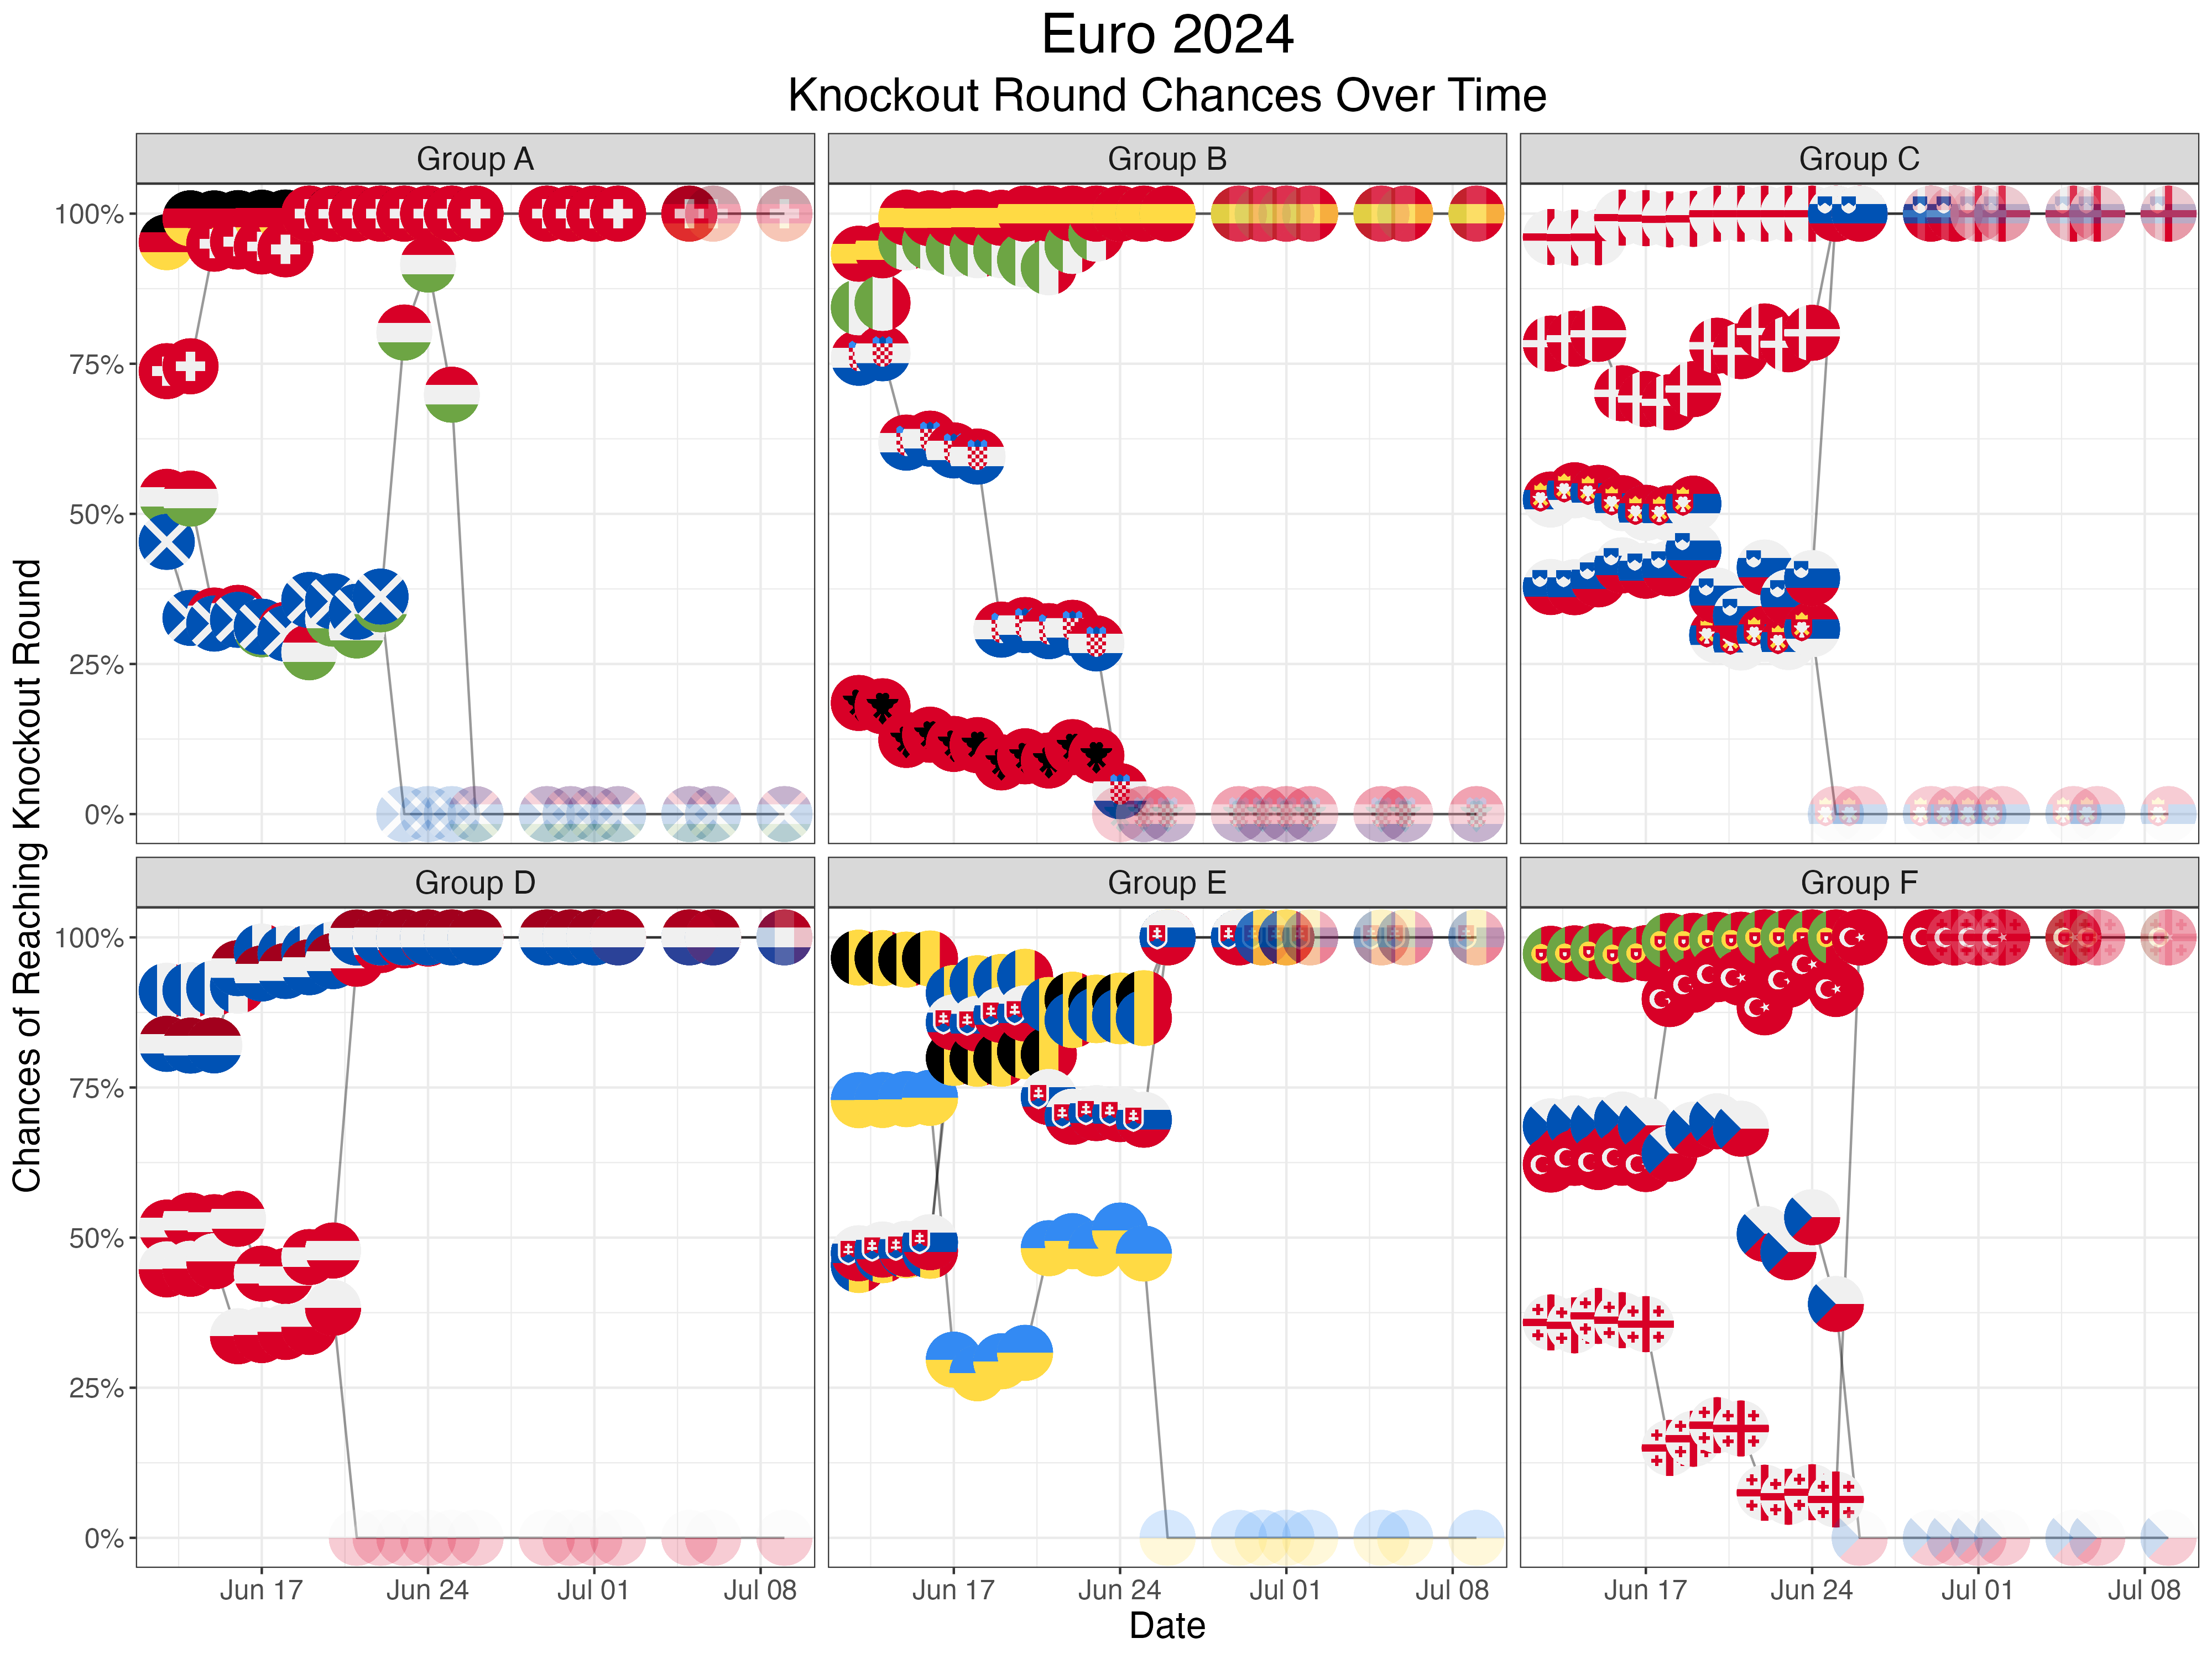 Euro 2024
Knockout Round Chances Over Time
Chances of Reaching Knockout Round
Group A
Group B
Group C
100%
75%
50%
25%
0%
Group D
Group E
Group F
100%
75%
50%
25%
0%
Jun 17
Jun 24
Jul 01
Jul 08
Jun 17
Jun 24
Jul 01
Jul 08
Jun 17
Jun 24
Jul 01
Jul 08
Date